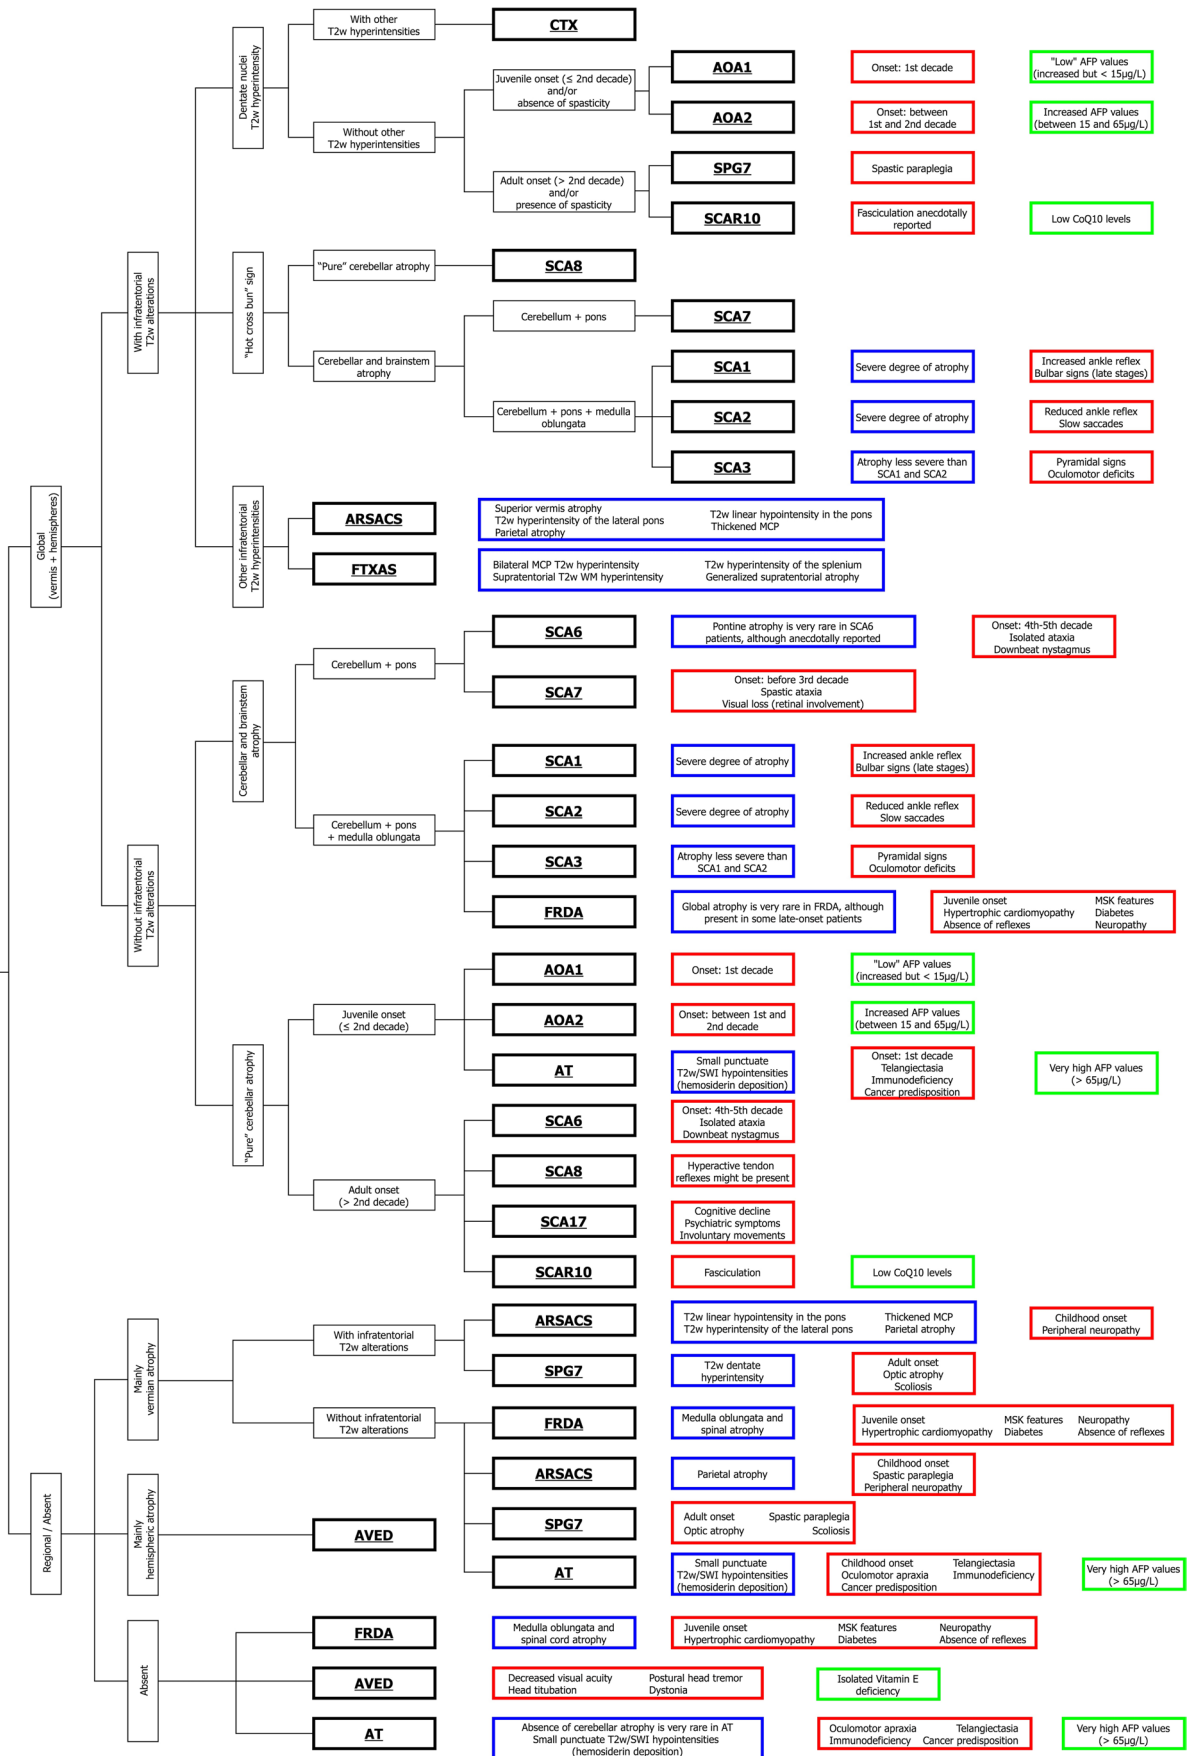 With other
T2w hyperintensities
CTX
Dentate nuclei
T2w hyperintensity
Without other
T2w hyperintensities
Juvenile onset (≤ 2nd decade)
and/or
absence of spasticity
AOA1
Onset: 1st decade
"Low" AFP values
(increased but < 15µg/L)
AOA2
Onset: between
1st and 2nd decade
Increased AFP values
(between 15 and 65µg/L)
Adult onset (> 2nd decade)
and/or
presence of spasticity
SPG7
Spastic paraplegia
SCAR10
Fasciculation anecdotally
reported
Low CoQ10 levels
With infratentorial
T2w alterations
"Hot cross bun" sign
"Pure" cerebellar atrophy
SCA8
Cerebellar and brainstem
atrophy
Cerebellum + pons
SCA7
Cerebellum + pons + medulla
oblungata
SCA1
Severe degree of atrophy
Increased ankle reflex
Bulbar signs (late stages)
SCA2
Severe degree of atrophy
Reduced ankle reflex
Slow saccades
SCA3
Atrophy less severe than
SCA1 and SCA2
Pyramidal signs
Oculomotor deficits
Global
(vermis + hemispheres)
Other infratentorial
T2w hyperintensities
ARSACS
Superior vermis atrophy
T2w hyperintensity of the lateral pons
Parietal atrophy
T2w linear hypointensity in the pons
Thickened MCP
FTXAS
Bilateral MCP T2w hyperintensity
Supratentorial T2w WM hyperintensity
T2w hyperintensity of the splenium
Generalized supratentorial atrophy
Without infratentorial
T2w alterations
Cerebellar and brainstem
atrophy
Cerebellum + pons
SCA6
Pontine atrophy is very rare in SCA6
patients, although anecdotally reported
Onset: 4th-5th decade
Isolated ataxia
Downbeat nystagmus
SCA7
Onset: before 3rd decade
Spastic ataxia
Visual loss (retinal involvement)
Cerebellum + pons
+ medulla oblungata
SCA1
Severe degree of atrophy
Increased ankle reflex
Bulbar signs (late stages)
SCA2
Severe degree of atrophy
Reduced ankle reflex
Slow saccades
SCA3
Atrophy less severe than
SCA1 and SCA2
Pyramidal signs
Oculomotor deficits
FRDA
Global atrophy is very rare in FRDA, although
present in some late-onset patients
Juvenile onset
Hypertrophic cardiomyopathy
Absence of reflexes
MSK features
Diabetes
Neuropathy
"Pure" cerebellar atrophy
Juvenile onset
(≤ 2nd decade)
AOA1
Onset: 1st decade
"Low" AFP values
(increased but < 15µg/L)
AOA2
Onset: between 1st and
2nd decade
Increased AFP values
(between 15 and 65µg/L)
AT
Small punctuate
T2w/SWI hypointensities
(hemosiderin deposition)
Onset: 1st decade
Telangiectasia
Immunodeficiency
Cancer predisposition
Very high AFP values
(> 65µg/L)
Adult onset
(> 2nd decade)
SCA6
Onset: 4th-5th decade
Isolated ataxia
Downbeat nystagmus
SCA8
Hyperactive tendon
reflexes might be present
SCA17
Cognitive decline
Psychiatric symptoms
Involuntary movements
SCAR10
Fasciculation
Low CoQ10 levels
Regional / Absent
Mainly
vermian atrophy
With infratentorial
T2w alterations
ARSACS
T2w linear hypointensity in the pons
T2w hyperintensity of the lateral pons
Thickened MCP
Parietal atrophy
Childhood onset
Peripheral neuropathy
SPG7
T2w dentate
hyperintensity
Adult onset
Optic atrophy
Scoliosis
Without infratentorial
T2w alterations
FRDA
Medulla oblungata and
spinal atrophy
Juvenile onset
Hypertrophic cardiomyopathy
MSK features
Diabetes
Neuropathy
Absence of reflexes
ARSACS
Parietal atrophy
Childhood onset
Spastic paraplegia
Peripheral neuropathy
SPG7
Adult onset
Optic atrophy
Spastic paraplegia
Scoliosis
AT
Small punctuate
T2w/SWI hypointensities
(hemosiderin deposition)
Childhood onset
Oculomotor apraxia
Cancer predisposition
Telangiectasia
Immunodeficiency
Very high AFP values
(> 65µg/L)
Mainly
hemispheric atrophy
AVED
Absent
FRDA
Medulla oblungata and
spinal cord atrophy
Juvenile onset
Hypertrophic cardiomyopathy
MSK features
Diabetes
Neuropathy
Absence of reflexes
AVED
Decreased visual acuity
Head titubation
Postural head tremor
Dystonia
Isolated Vitamin E
deficiency
AT
Absence of cerebellar atrophy is very rare in AT
Small punctuate T2w/SWI hypointensities
(hemosiderin deposition)
Oculomotor apraxia
Immunodeficiency
Telangiectasia
Cancer predisposition
Very high AFP values
(> 65µg/L)